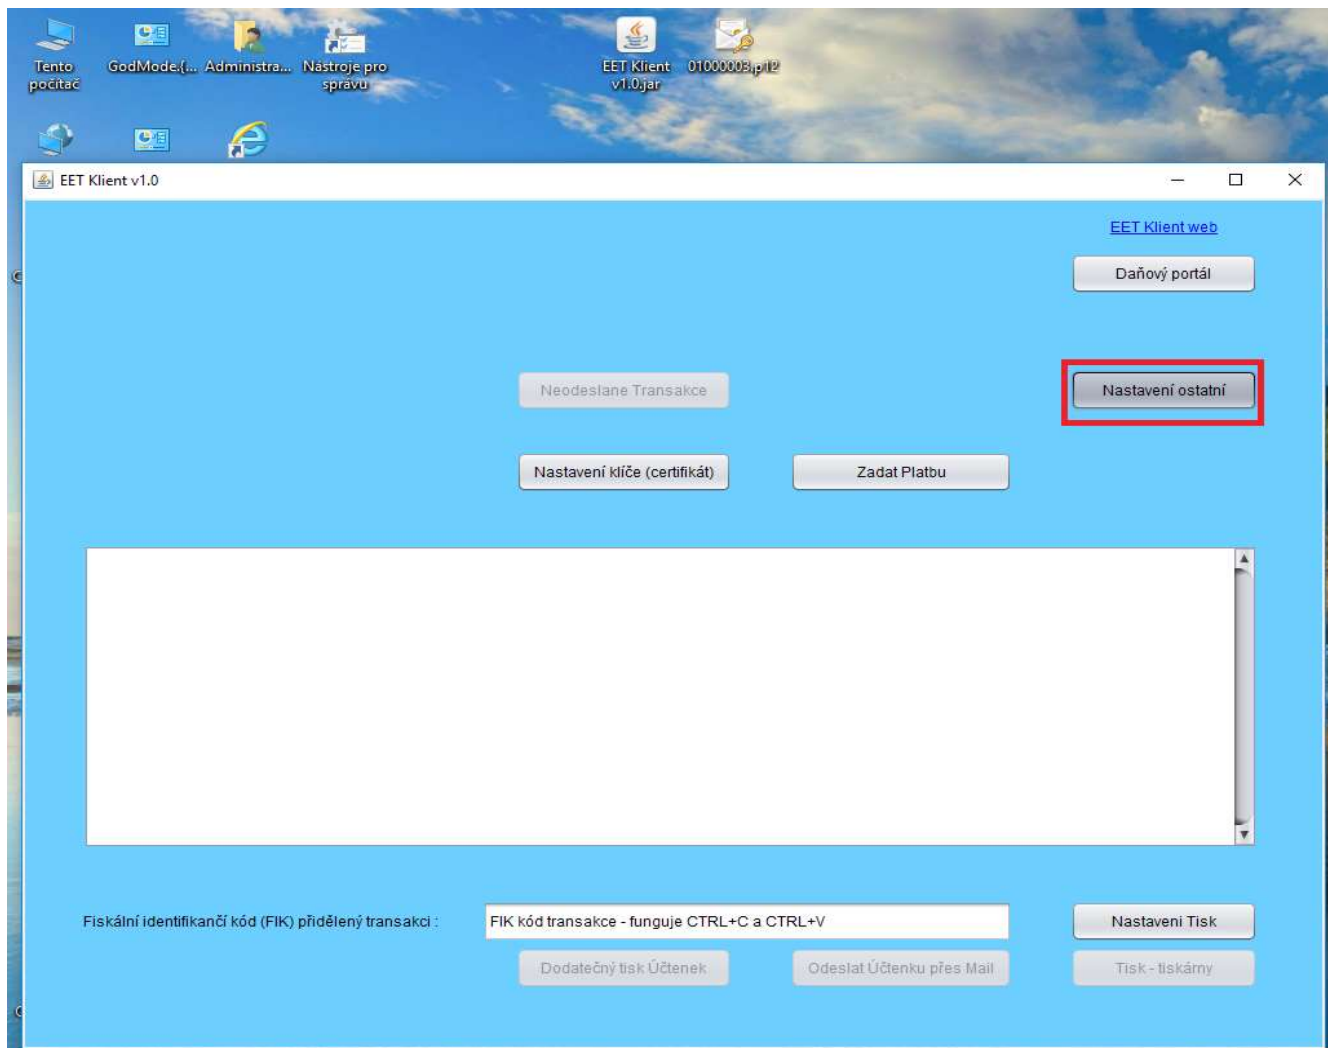 Tento
počítač
GodMode.{...
Administra...
Nástroje pro
správu
EET Klient
v1.0.jar
01000003.p12
EET Klient v1.0
EET Klient web
Daňový portál
Neodeslane Transakce
Nastavení ostatní
Nastavení klíče (certifikát)
Zadat Platbu
Fiskální identifikančí kód (FIK) přidělený transakci :
FIK kód transakce - funguje CTRL+C a CTRL+V
Nastaveni Tisk
Dodatečný tisk Účtenek
Odeslat Účtenku přes Mail
Tisk - tiskárny